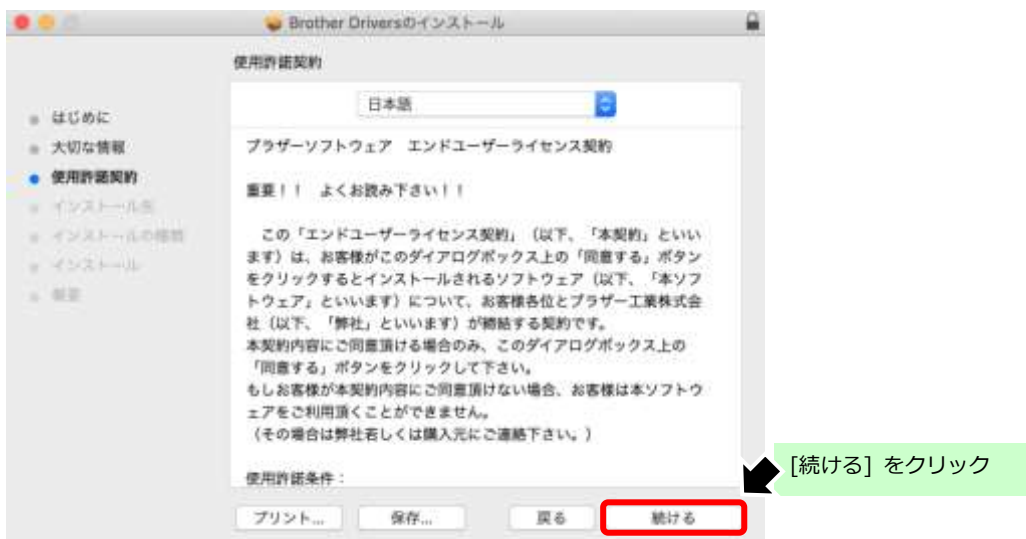 Brother Driversのインストール
使用許諾契約
日本語
はじめに
大切な情報
使用許諾契約
インストール先
インストールの種類
インストール
概要
ブラザーソフトウェア　エンドユーザーライセンス契約
重要！！　よくお読み下さい！！
この「エンドユーザーライセンス契約」（以下、「本契約」といい
ます）は、お客様がこのダイアログボックス上の「同意する」ボタン
をクリックするとインストールされるソフトウェア（以下、「本ソフ
トウェア」といいます）について、お客様各位とブラザー工業株式会
社（以下、「弊社」といいます）が締結する契約です。
本契約内容にご同意頂ける場合のみ、このダイアログボックス上の
「同意する」ボタンをクリックして下さい。
もしお客様が本契約内容にご同意頂けない場合、お客様は本ソフトウ
ェアをご利用頂くことができません。
（その場合は弊社若しくは購入元にご連絡下さい。）
使用許諾条件：
プリント...
保存...
戻る
続ける
[続ける] をクリック